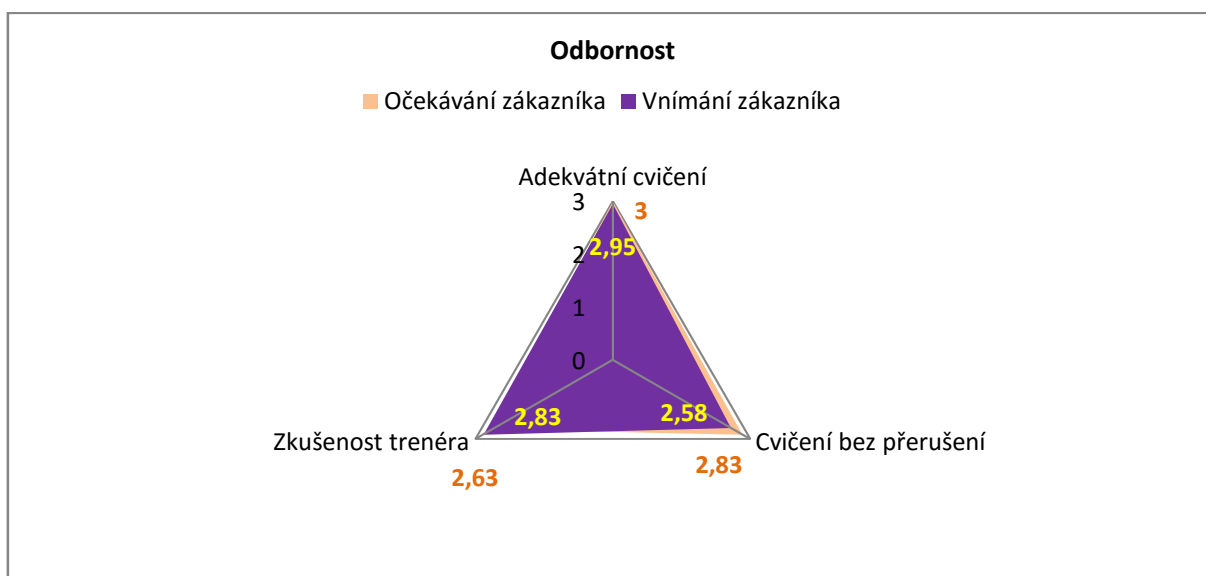 Odbornost
Očekávání zákazníka Vnímání zákazníka
Adekvátní cvičení
3 3
2,95
2
1
0
2,83 2,58
Zkušenost trenéra Cvičení bez přerušení
2,63 2,83